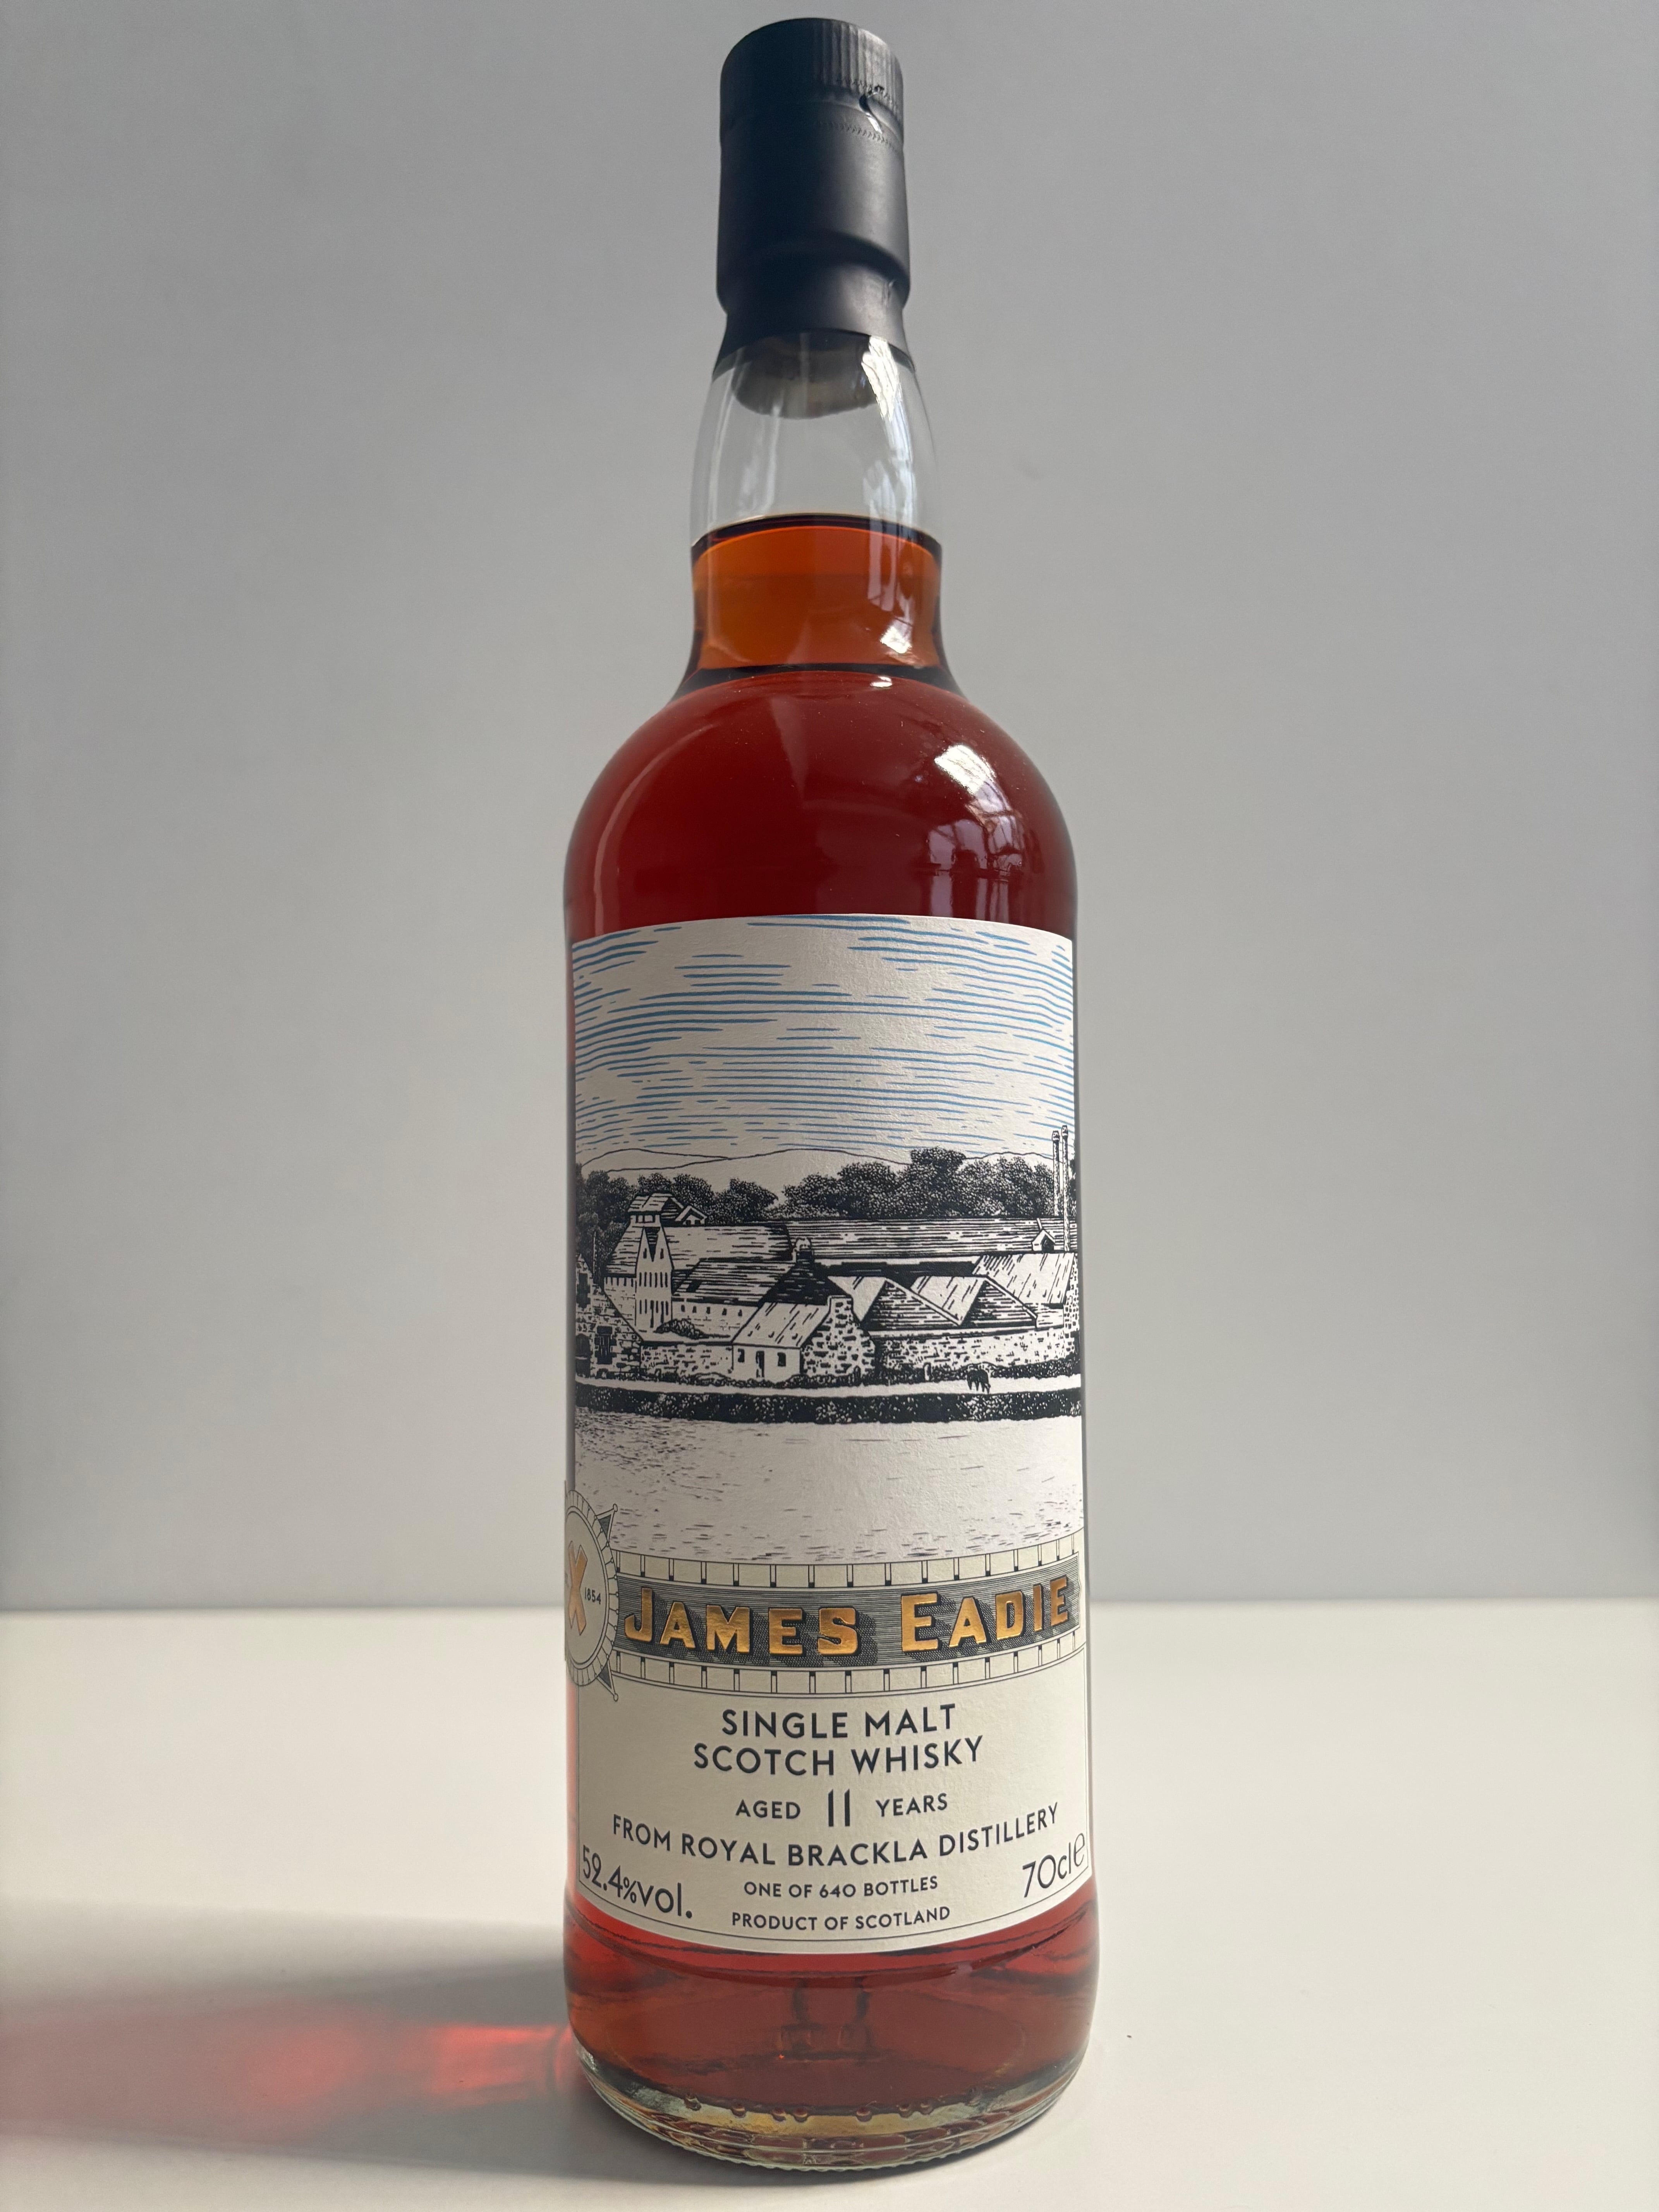 X
1854
JAMES EADIE
SINGLE MALT
SCOTCH WHISKY
AGED 11 YEARS
FROM ROYAL BRACKLA DISTILLERY
52.4%vol.
ONE OF 640 BOTTLES
70cl℮
PRODUCT OF SCOTLAND